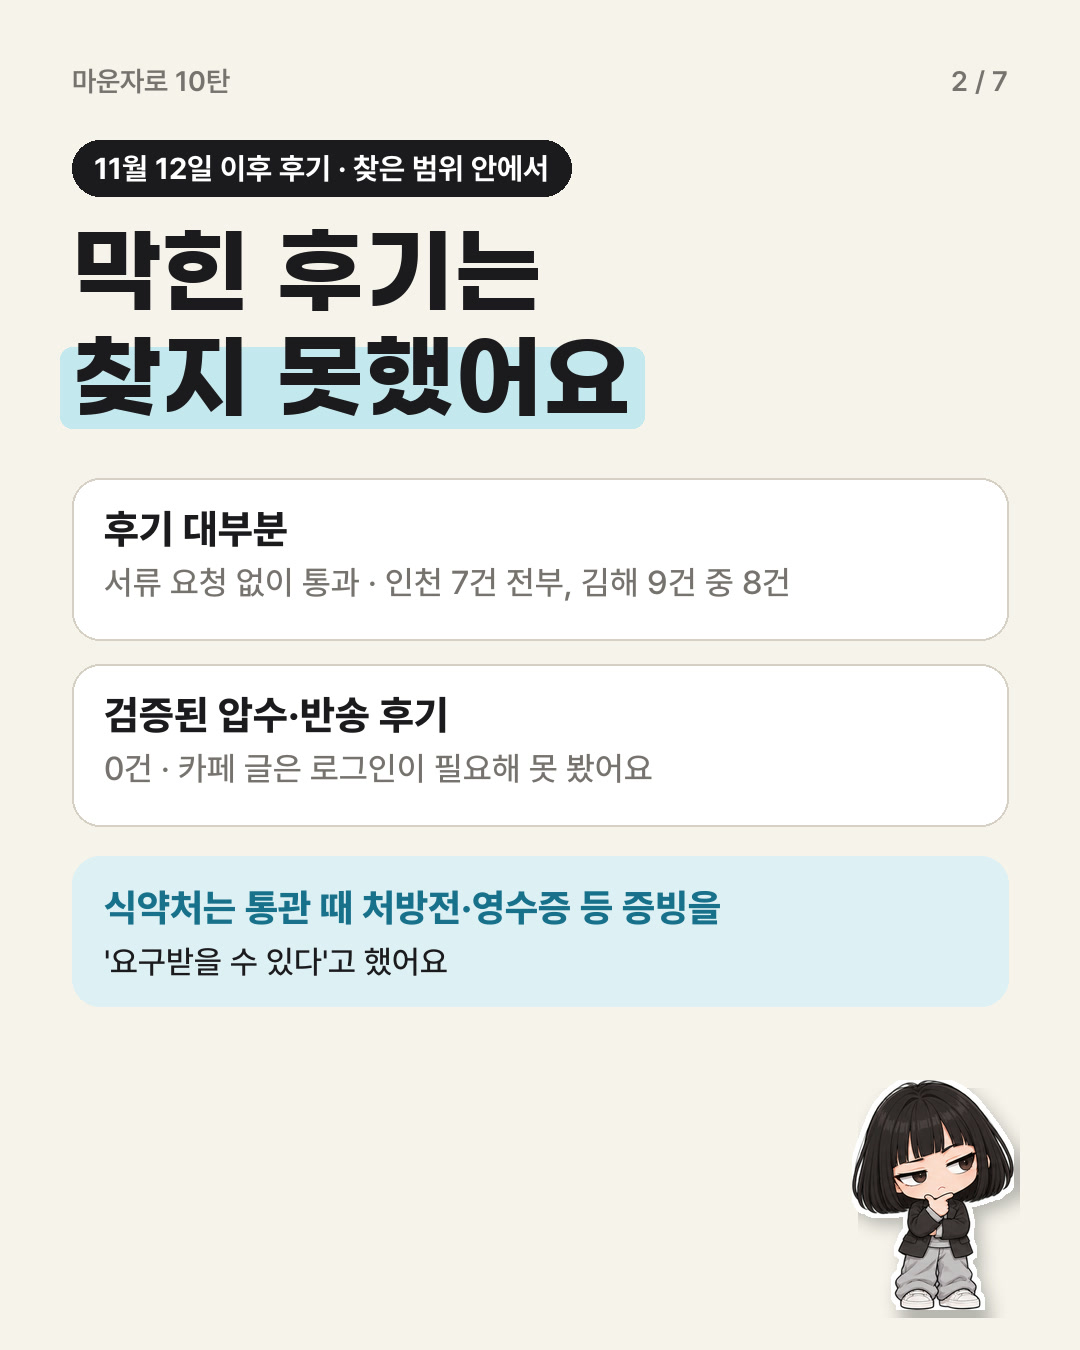 마운자로 10탄
2 / 7
11월 12일 이후 후기 · 찾은 범위 안에서
막힌 후기는
찾지 못했어요
후기 대부분
서류 요청 없이 통과 · 인천 7건 전부, 김해 9건 중 8건
검증된 압수·반송 후기
0건 · 카페 글은 로그인이 필요해 못 봤어요
식약처는 통관 때 처방전·영수증 등 증빙을
'요구받을 수 있다'고 했어요